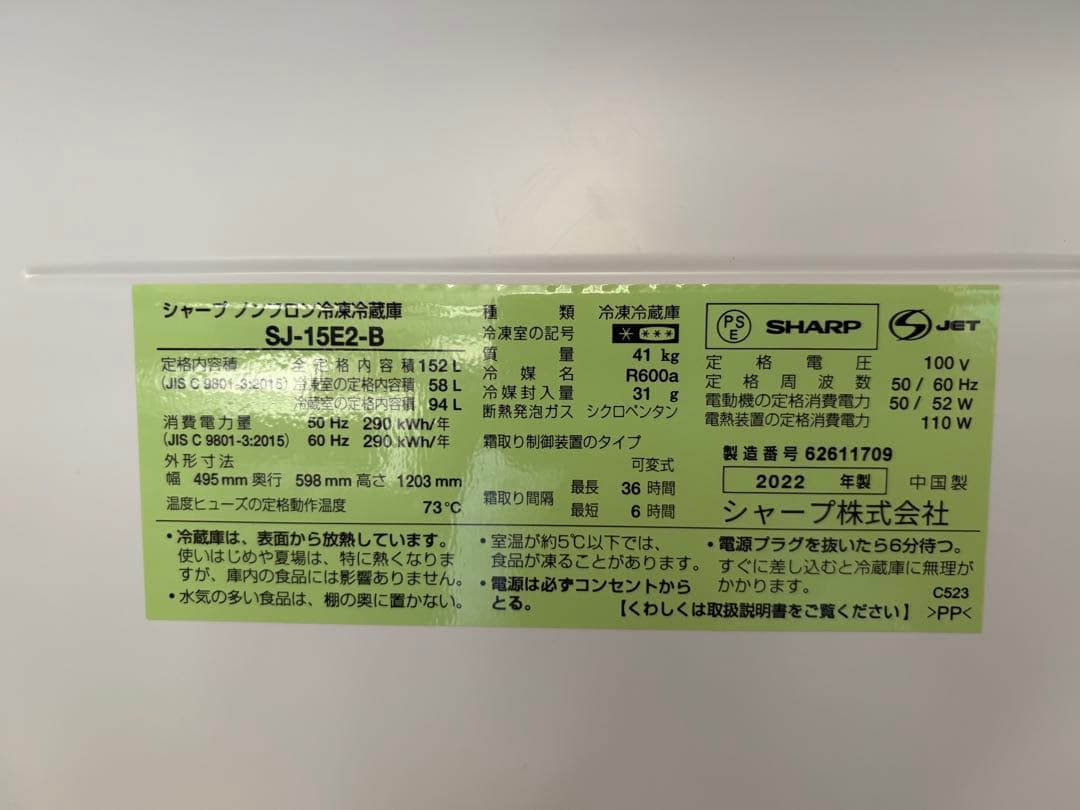 シャープ ノンフロン冷凍冷蔵庫
SJ-15E2-B
定格内容積 全定格内容積 152 L
(JIS C 9801-3:2015) 冷凍室の定格内容積 58 L
冷蔵室の定格内容積 94 L
消費電力量 50 Hz 290 kWh/年
(JIS C 9801-3:2015) 60 Hz 290 kWh/年
外形寸法
幅 495 mm 奥行 598 mm 高さ 1203 mm
温度ヒューズの定格動作温度 73℃
種類 冷凍冷蔵庫
冷凍室の記号
質量 41 kg
冷媒名 R600a
冷媒封入量 31 g
断熱発泡ガス シクロペンタン
霜取り制御装置のタイプ
可変式
霜取り間隔 最長 36 時間
最短 6 時間
PS
E
SHARP
JET
定格電圧 100 V
定格周波数 50 / 60 Hz
電動機の定格消費電力 50 / 52 W
電熱装置の定格消費電力 110 W
製造番号 62611709
2022 年製 中国製
シャープ株式会社
・冷蔵庫は、表面から放熱しています。
使いはじめや夏場は、特に熱くなりま
すが、庫内の食品には影響ありません。
・水気の多い食品は、棚の奥に置かない。
・室温が約5℃以下では、
食品が凍ることがあります。
・電源は必ずコンセントから
とる。
・電源プラグを抜いたら6分待つ。
すぐに差し込むと冷蔵庫に無理が
かかります。
C523
【くわしくは取扱説明書をご覧ください】 >PP<